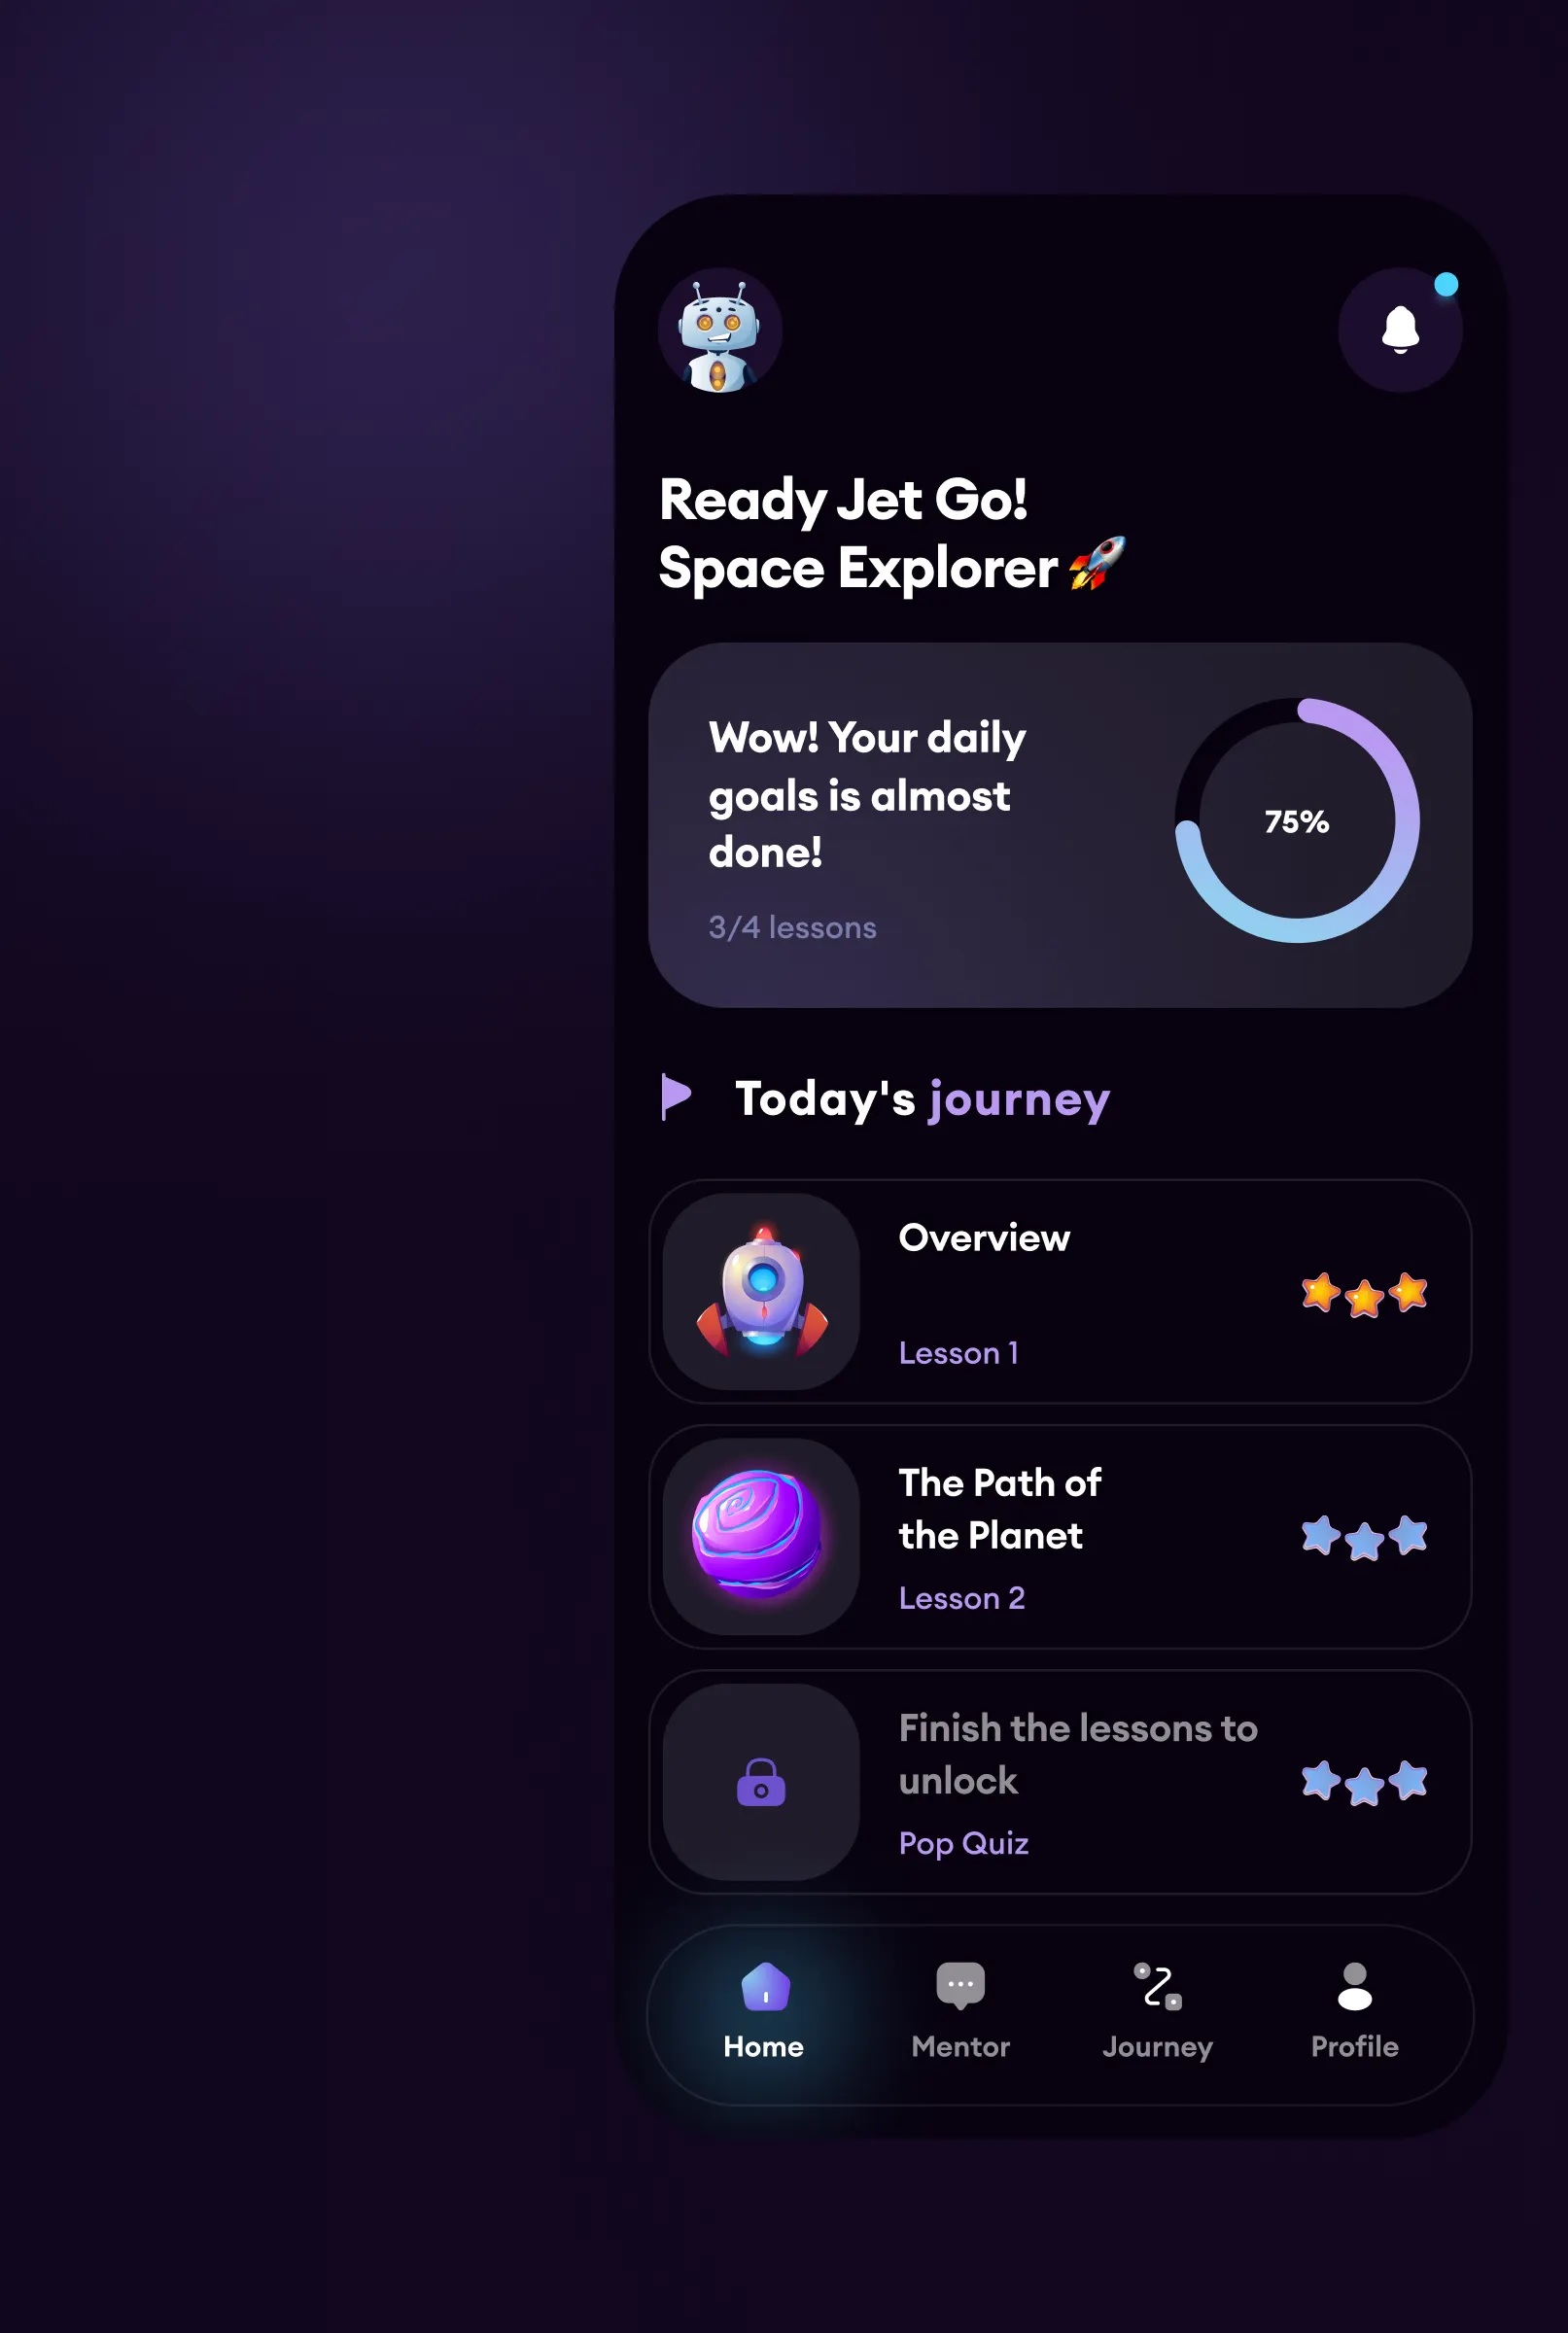 Ready Jet Go!
Space Explorer 🚀
Wow! Your daily
goals is almost
done!
3/4 lessons
75%
Today's journey
Overview
Lesson 1
The Path of
the Planet
Lesson 2
Finish the lessons to
unlock
Pop Quiz
Home
Mentor
Journey
Profile